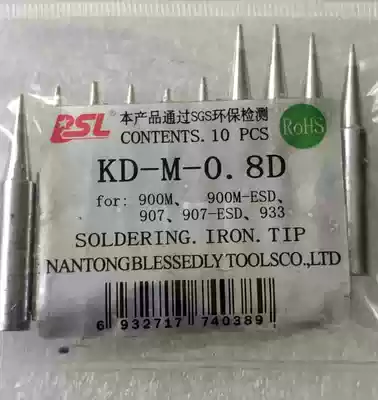 BSL
本产品通过SGS环保检测
CONTENTS. 10 PCS
RoHS
KD-M-0.8D
for: 900M、 900M-ESD、
907、907-ESD、933
SOLDERING. IRON. TIP
NANTONGBLESSEDLY TOOLSCO.,LTD
6 932717 740389